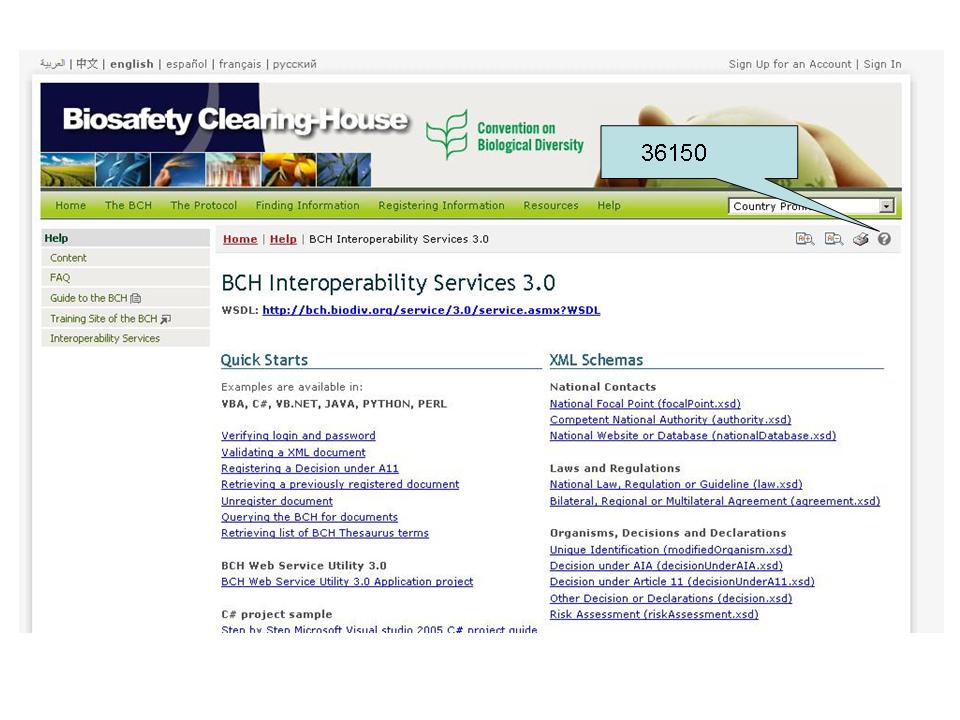 العربية | 中文 | english | español | français | русский
Sign Up for an Account | Sign In
Biosafety Clearing-House
Convention on
Biological Diversity
36150
Home The BCH The Protocol Finding Information Registering Information Resources Help
Country
Help
Content
FAQ
Guide to the BCH
Training Site of the BCH
Interoperability Services
Home | Help | BCH Interoperability Services 3.0
BCH Interoperability Services 3.0
WSDL: http://bch.biodiv.org/service/3.0/service.asmx?WSDL
Quick Starts
Examples are available in:
VBA, C#, VB.NET, JAVA, PYTHON, PERL
Verifying login and password
Validating a XML document
Registering a Decision under A11
Retrieving a previously registered document
Unregister document
Querying the BCH for documents
Retrieving list of BCH Thesaurus terms
BCH Web Service Utility 3.0
BCH Web Service Utility 3.0 Application project
C# project sample
Step by Step Microsoft Visual studio 2005 C# project guide
XML Schemas
National Contacts
National Focal Point (focalPoint.xsd)
Competent National Authority (authority.xsd)
National Website or Database (nationalDatabase.xsd)
Laws and Regulations
National Law, Regulation or Guideline (law.xsd)
Bilateral, Regional or Multilateral Agreement (agreement.xsd)
Organisms, Decisions and Declarations
Unique Identification (modifiedOrganism.xsd)
Decision under AIA (decisionUnderAIA.xsd)
Decision under Article 11 (decisionUnderA11.xsd)
Other Decision or Declarations (decision.xsd)
Risk Assessment (riskAssessment.xsd)